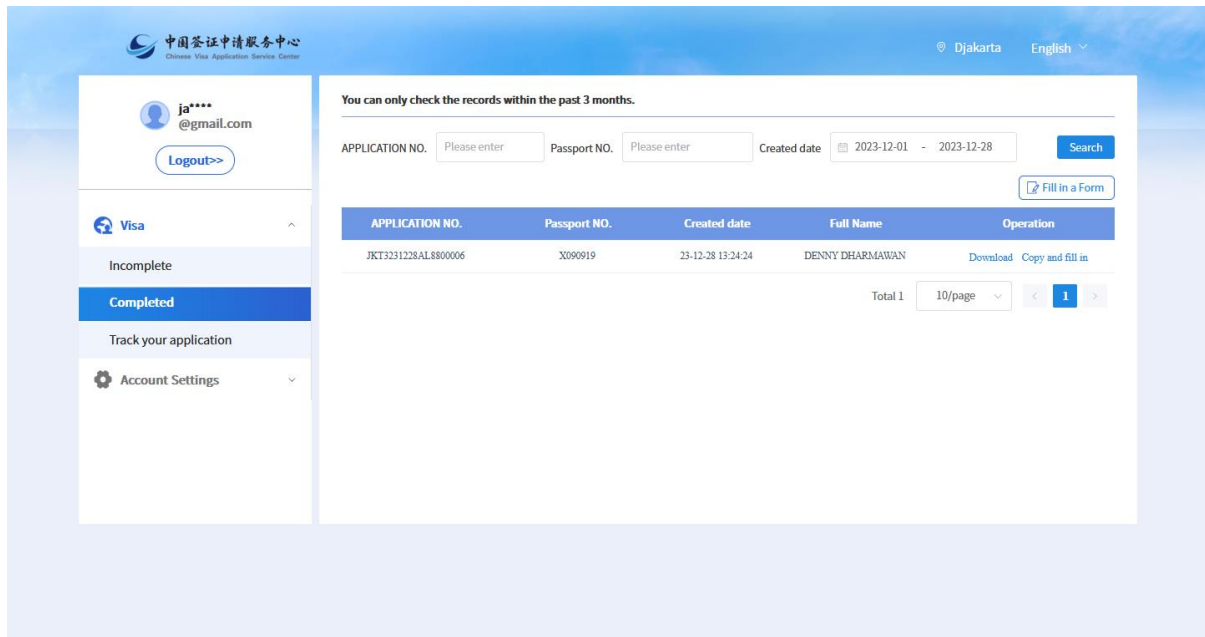 中国签证申请服务中心
Chinese Visa Application Service Center
Djakarta English
ja****
@gmail.com
Logout>>
Visa
Incomplete
Completed
Track your application
Account Settings
You can only check the records within the past 3 months.
APPLICATION NO. Please enter Passport NO. Please enter Created date 2023-12-01 - 2023-12-28 Search
Fill in a Form
APPLICATION NO. Passport NO. Created date Full Name Operation
JKT3231228AL8800006 X090919 23-12-28 13:24:24 DENNY DHARMAWAN Download Copy and fill in
Total 1 10/page < 1 >